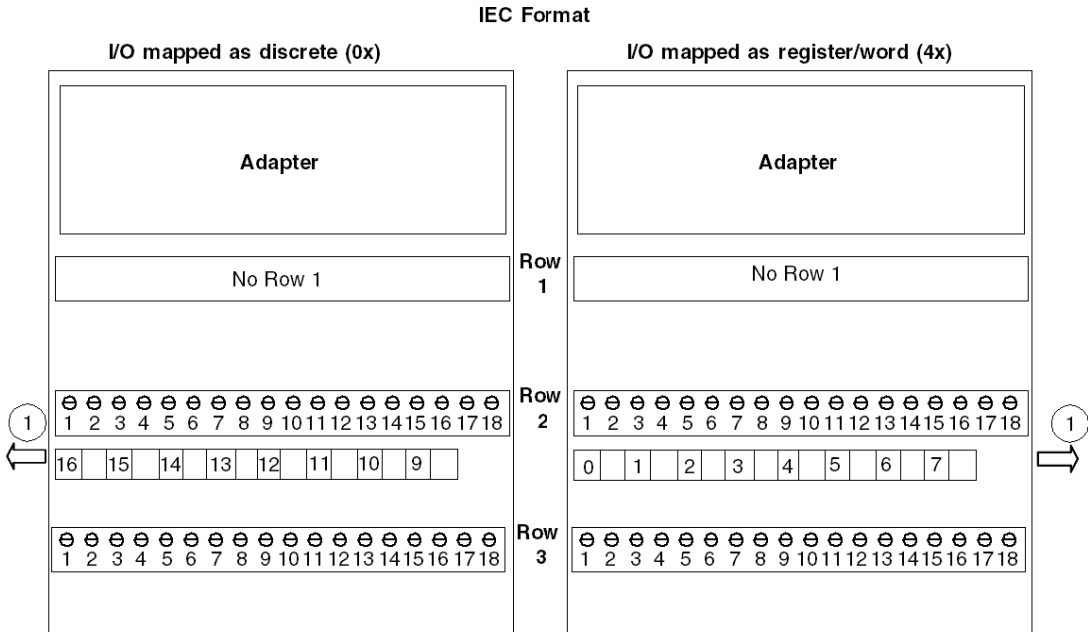 IEC Format
I/O mapped as discrete (0x)
I/O mapped as register/word (4x)
Adapter
Adapter
No Row 1
Row 1
No Row 1
1 2 3 4 5 6 7 8 9 10 11 12 13 14 15 16 17 18
Row 2
1 2 3 4 5 6 7 8 9 10 11 12 13 14 15 16 17 18
1
1
16 15 14 13 12 11 10 9
0 1 2 3 4 5 6 7
1 2 3 4 5 6 7 8 9 10 11 12 13 14 15 16 17 18
Row 3
1 2 3 4 5 6 7 8 9 10 11 12 13 14 15 16 17 18